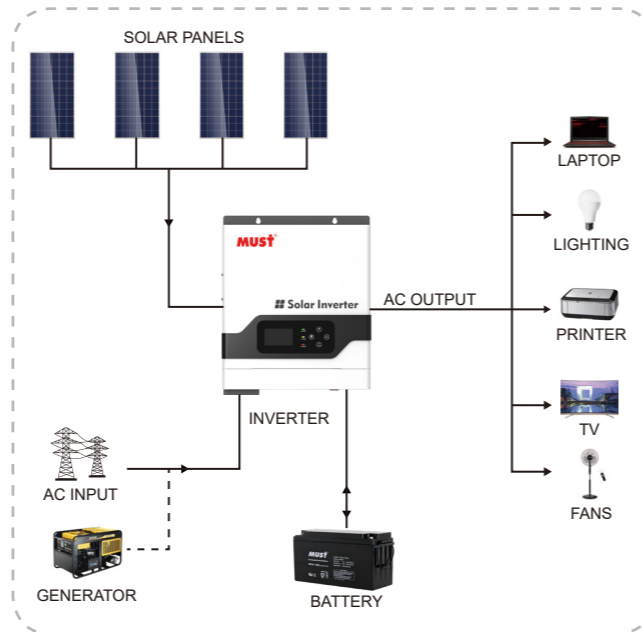 SOLAR PANELS
MUST
Solar Inverter
AC OUTPUT
LAPTOP
LIGHTING
PRINTER
TV
FANS
INVERTER
AC INPUT
GENERATOR
MUST
BATTERY